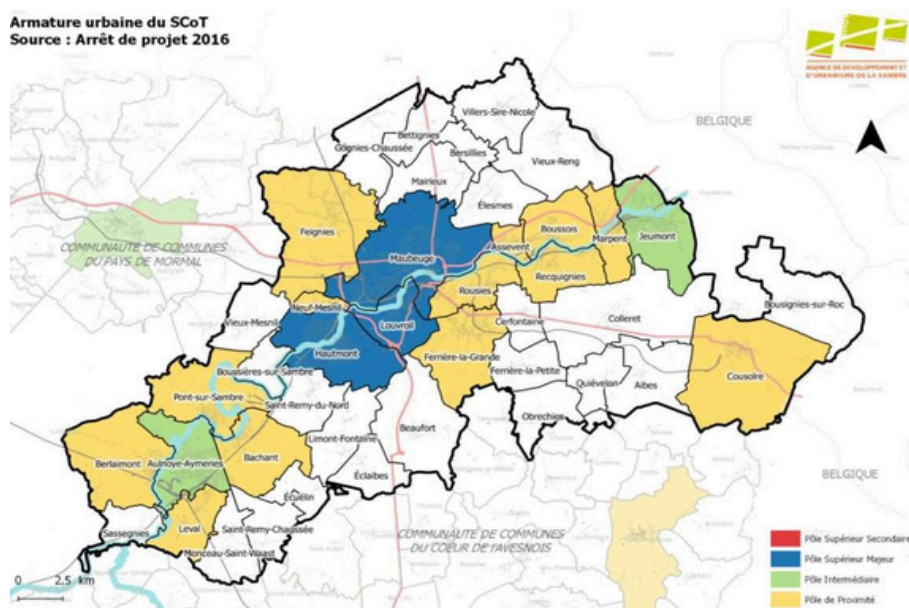 Armature urbaine du SCoT
Source : Arrêt de projet 2016
AGENCE DE DÉVELOPPEMENT ET
D'URBANISME DE LA SAMBRE
BELGIQUE
Villers-Sire-Nicole
Bettignies
Gognies-Chaussée
Bersillies
Vieux-Reng
Mairieux
Élesmes
Feignies
Boussois
Assevent
Marpent
Jeumont
COMMUNAUTÉ DE COMMUNES
DU PAYS DE MORMAL
Maubeuge
Recquignies
Rousies
Neuf-Mesnil
Bousignies-sur-Roc
Vieux-Mesnil
Louvroil
Cerfontaine
Colleret
Hautmont
Ferrière-la-Grande
Boussières-sur-Sambre
Ferrière-la-Petite
Cousolre
Quiévelon
Aibes
Pont-sur-Sambre
Saint-Remy-du-Nord
Obrechies
Beaufort
Limont-Fontaine
Bachant
Berlaimont
Aulnoye-Aymeries
Éclaibes
BELGIQUE
Écuélin
Leval
Saint-Remy-Chaussée
Sassegnies
COMMUNAUTÉ DE COMMUNES
DU COEUR DE l'AVESNOIS
Monceau-Saint-Waast
Pôle Supérieur Secondaire
Pôle Supérieur Majeur
Pôle Intermédiaire
Pôle de Proximité
0 2.5 km